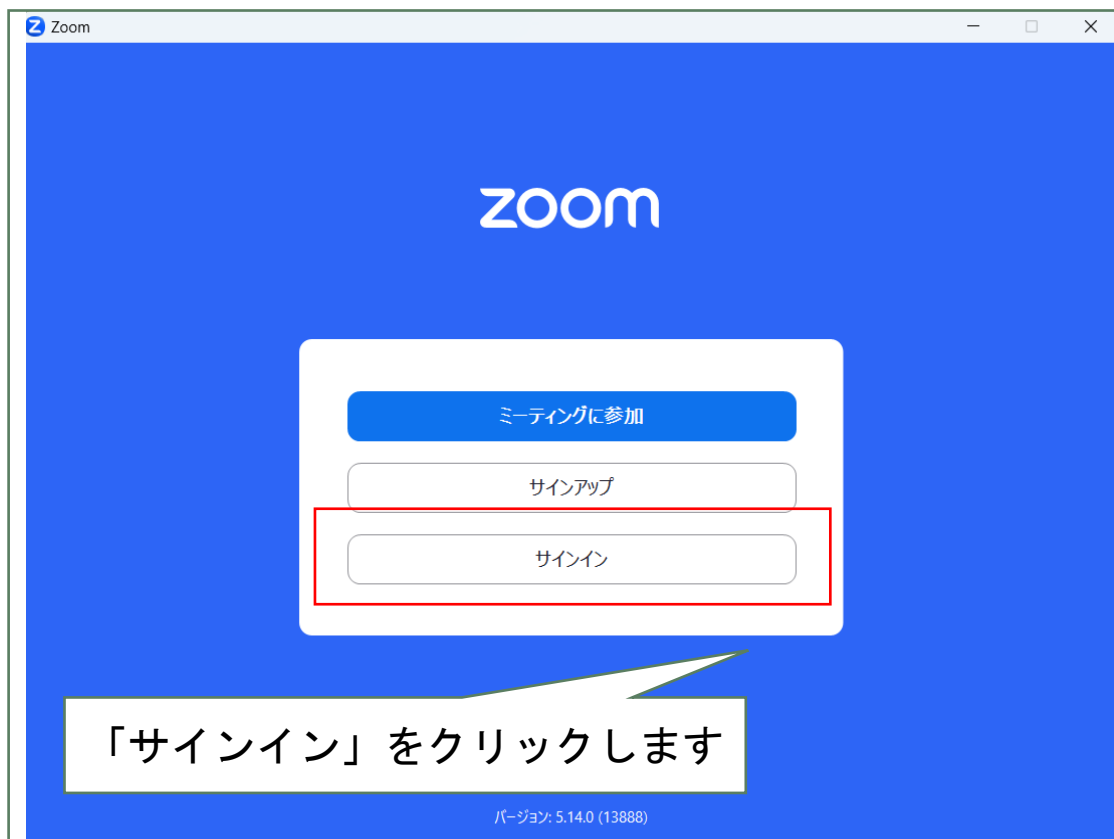 Zoom
zoom
ミーティングに参加
サインアップ
サインイン
「サインイン」をクリックします
バージョン: 5.14.0 (13888)